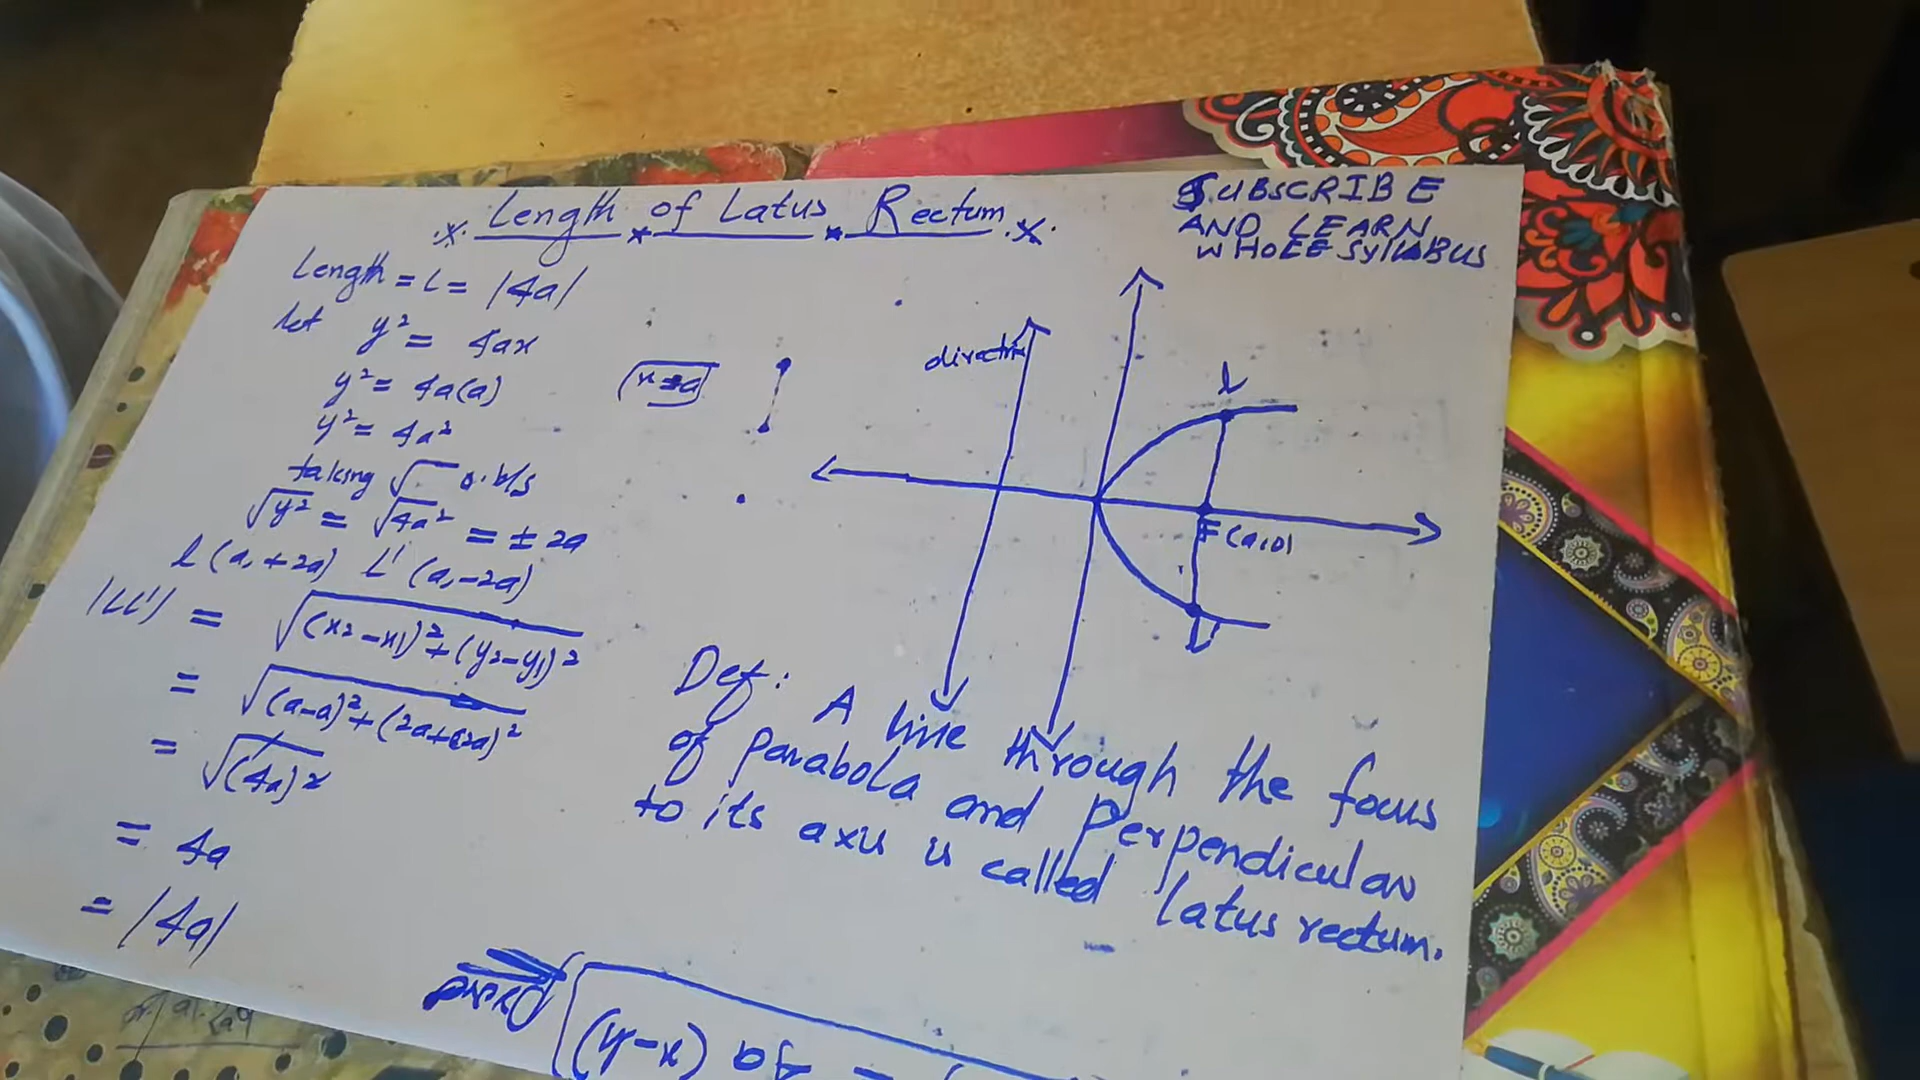 Length of Latus Rectum
SUBSCRIBE
AND LEARN
WHOLE SYLLABUS
Length = L = |4a|
let y² = 4ax
y² = 4a(a)
x=a
y² = 4a²
taking √ o.b/s
√y² = √4a² = ± 2a
L(a,+2a) L'(a,-2a)
|LL'| = √(x₂-x₁)²+(y₂-y₁)²
= √(a-a)²+(2a+2a)²
= √(4a)²
= 4a
= |4a|
directrix
L
F(a,0)
L'
Def: A line through the focus
of parabola and perpendicular
to its axis is called latus rectum.